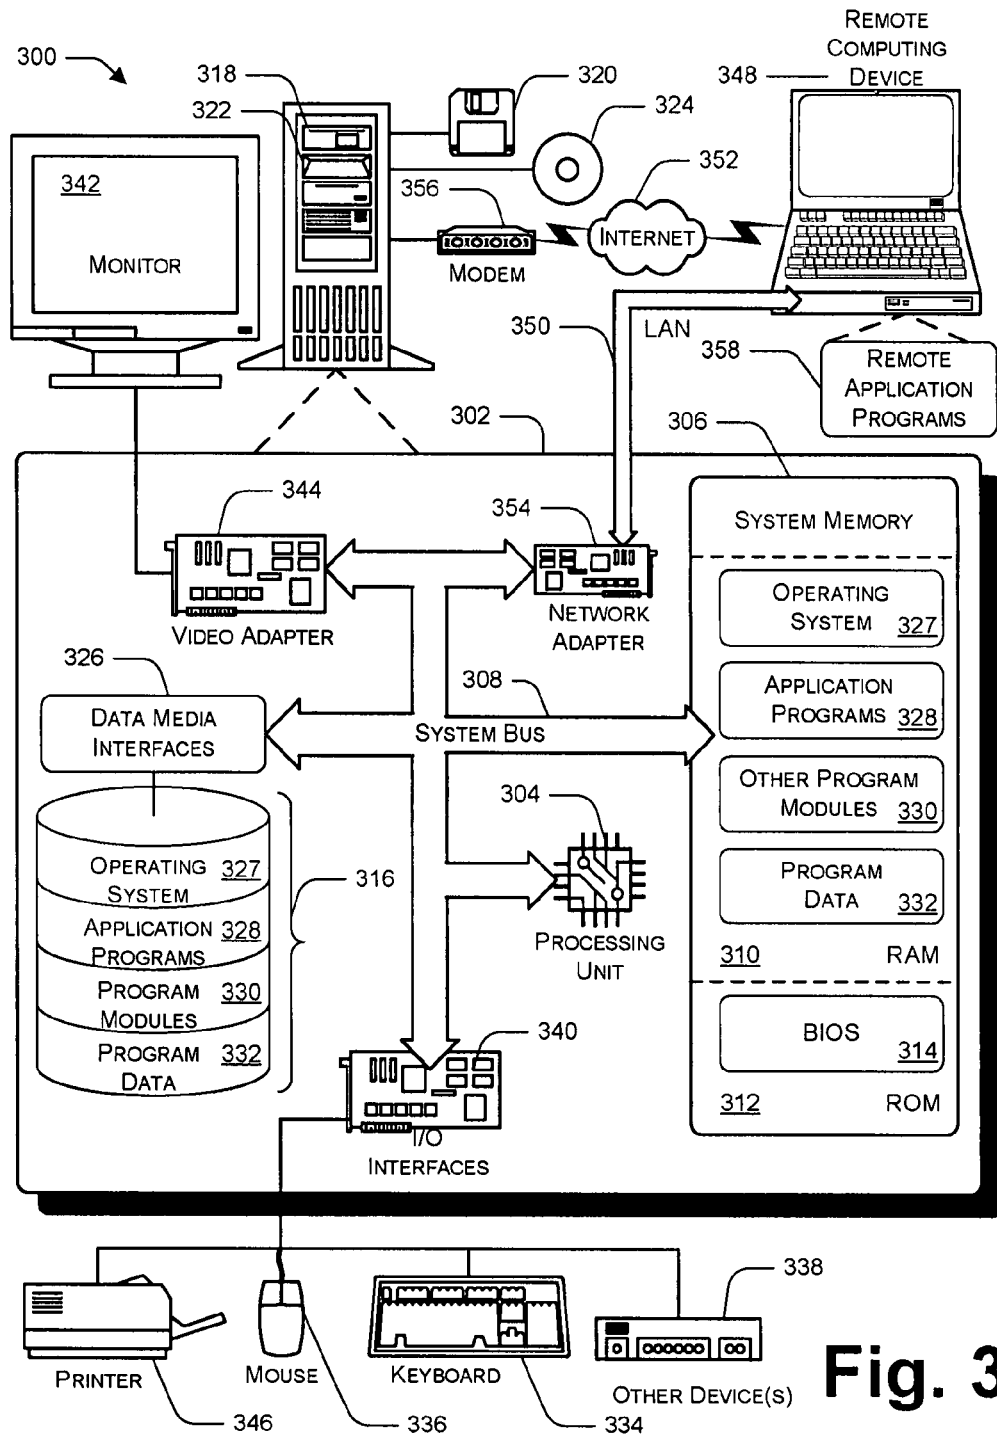 REMOTE
COMPUTING
DEVICE
300
318
322
320
324
348
352
356
342
MONITOR
INTERNET
MODEM
350
LAN
358
REMOTE
APPLICATION
PROGRAMS
302
306
344
354
SYSTEM MEMORY
VIDEO ADAPTER
NETWORK
ADAPTER
OPERATING
SYSTEM 327
326
308
DATA MEDIA
INTERFACES
SYSTEM BUS
APPLICATION
PROGRAMS 328
OTHER PROGRAM
MODULES 330
304
PROGRAM
DATA 332
OPERATING 327
SYSTEM
316
APPLICATION 328
PROGRAMS
PROGRAM 330
MODULES
PROGRAM 332
DATA
PROCESSING
UNIT
310 RAM
340
BIOS
314
312 ROM
I/O
INTERFACES
338
PRINTER
MOUSE
KEYBOARD
OTHER DEVICE(S)
346
336
334
Fig. 3